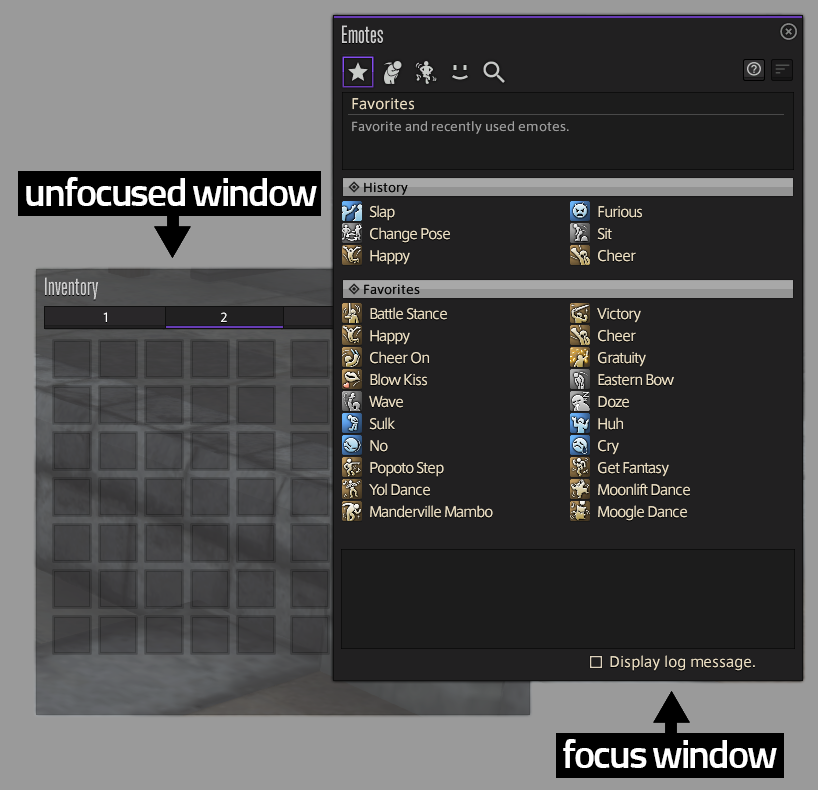 Emotes
Favorites
Favorite and recently used emotes.
unfocused window
History
Slap Furious
Change Pose Sit
Happy Cheer
Inventory
1 2
Favorites
Battle Stance Victory
Happy Cheer
Cheer On Gratuity
Blow Kiss Eastern Bow
Wave Doze
Sulk Huh
No Cry
Popoto Step Get Fantasy
Yol Dance Moonlift Dance
Manderville Mambo Moogle Dance
Display log message.
focus window